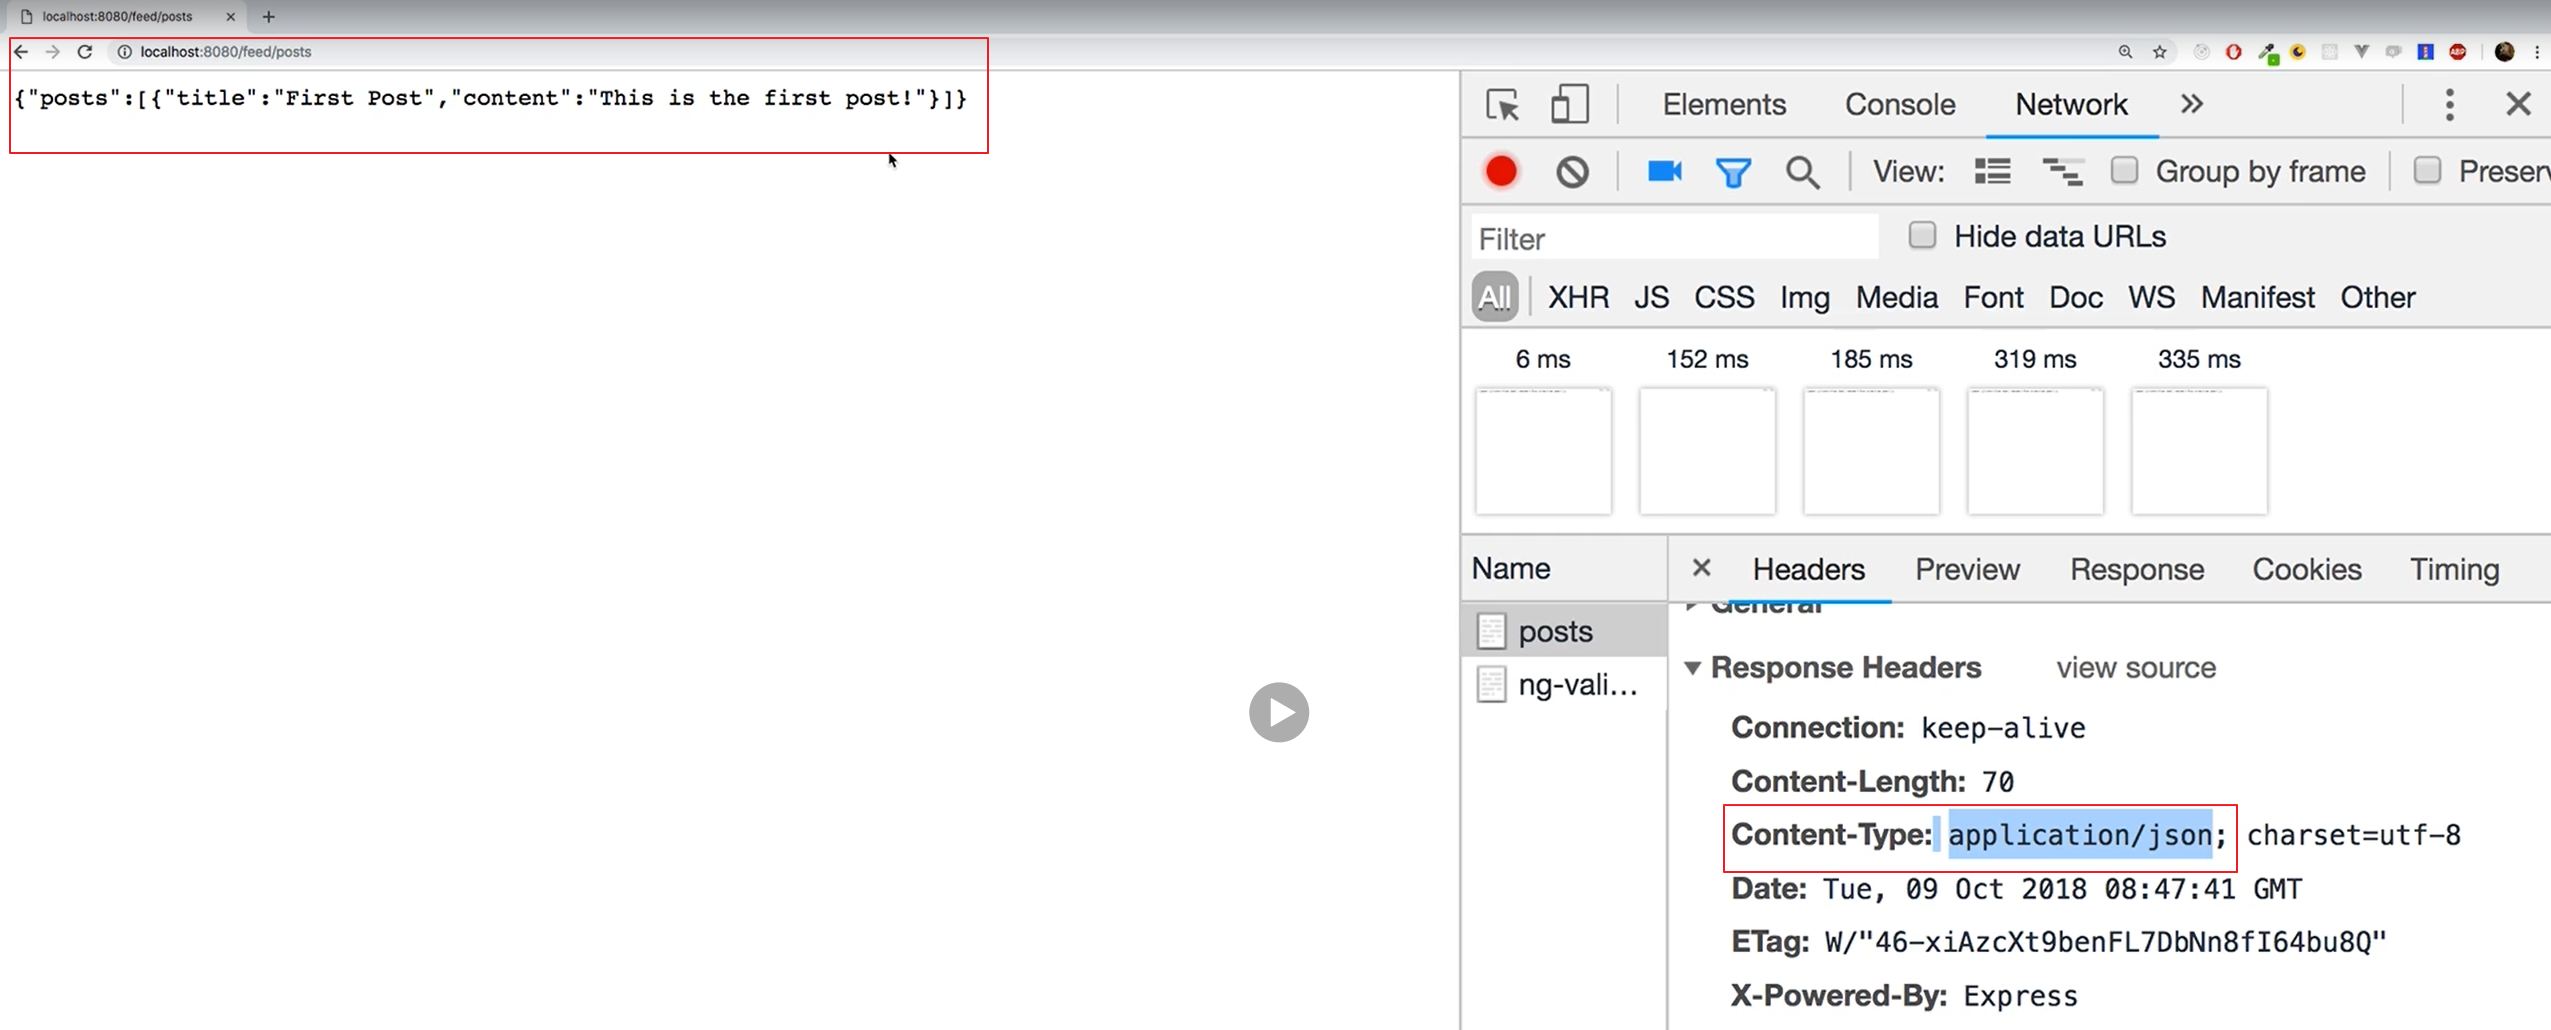 localhost:8080/feed/posts
localhost:8080/feed/posts
ABP
{"posts":[{"title":"First Post","content":"This is the first post!"}]}
Elements Console Network
View: Group by frame Preserv
Filter Hide data URLs
All XHR JS CSS Img Media Font Doc WS Manifest Other
6 ms 152 ms 185 ms 319 ms 335 ms
Name Headers Preview Response Cookies Timing
General
posts
ng-vali...
Response Headers view source
Connection: keep-alive
Content-Length: 70
Content-Type: application/json; charset=utf-8
Date: Tue, 09 Oct 2018 08:47:41 GMT
ETag: W/"46-xiAzcXt9benFL7DbNn8fI64bu8Q"
X-Powered-By: Express